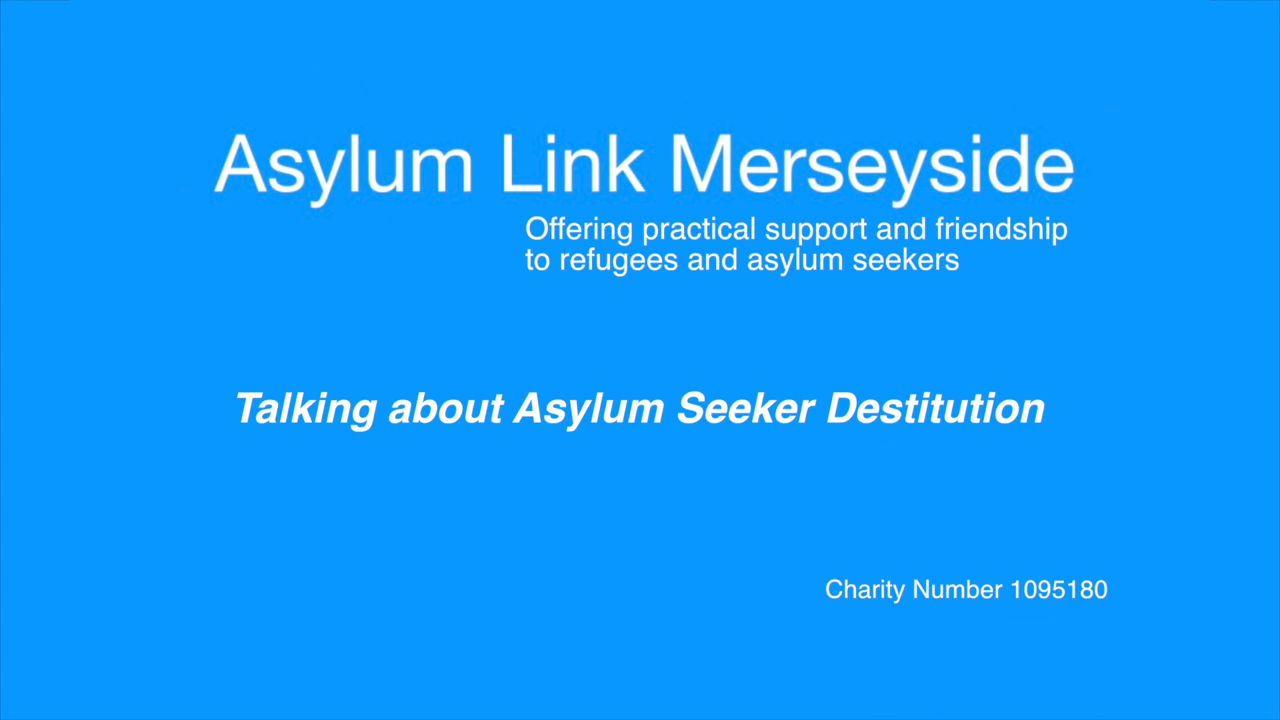 Asylum Link Merseyside
Offering practical support and friendship
to refugees and asylum seekers
Talking about Asylum Seeker Destitution
Charity Number 1095180